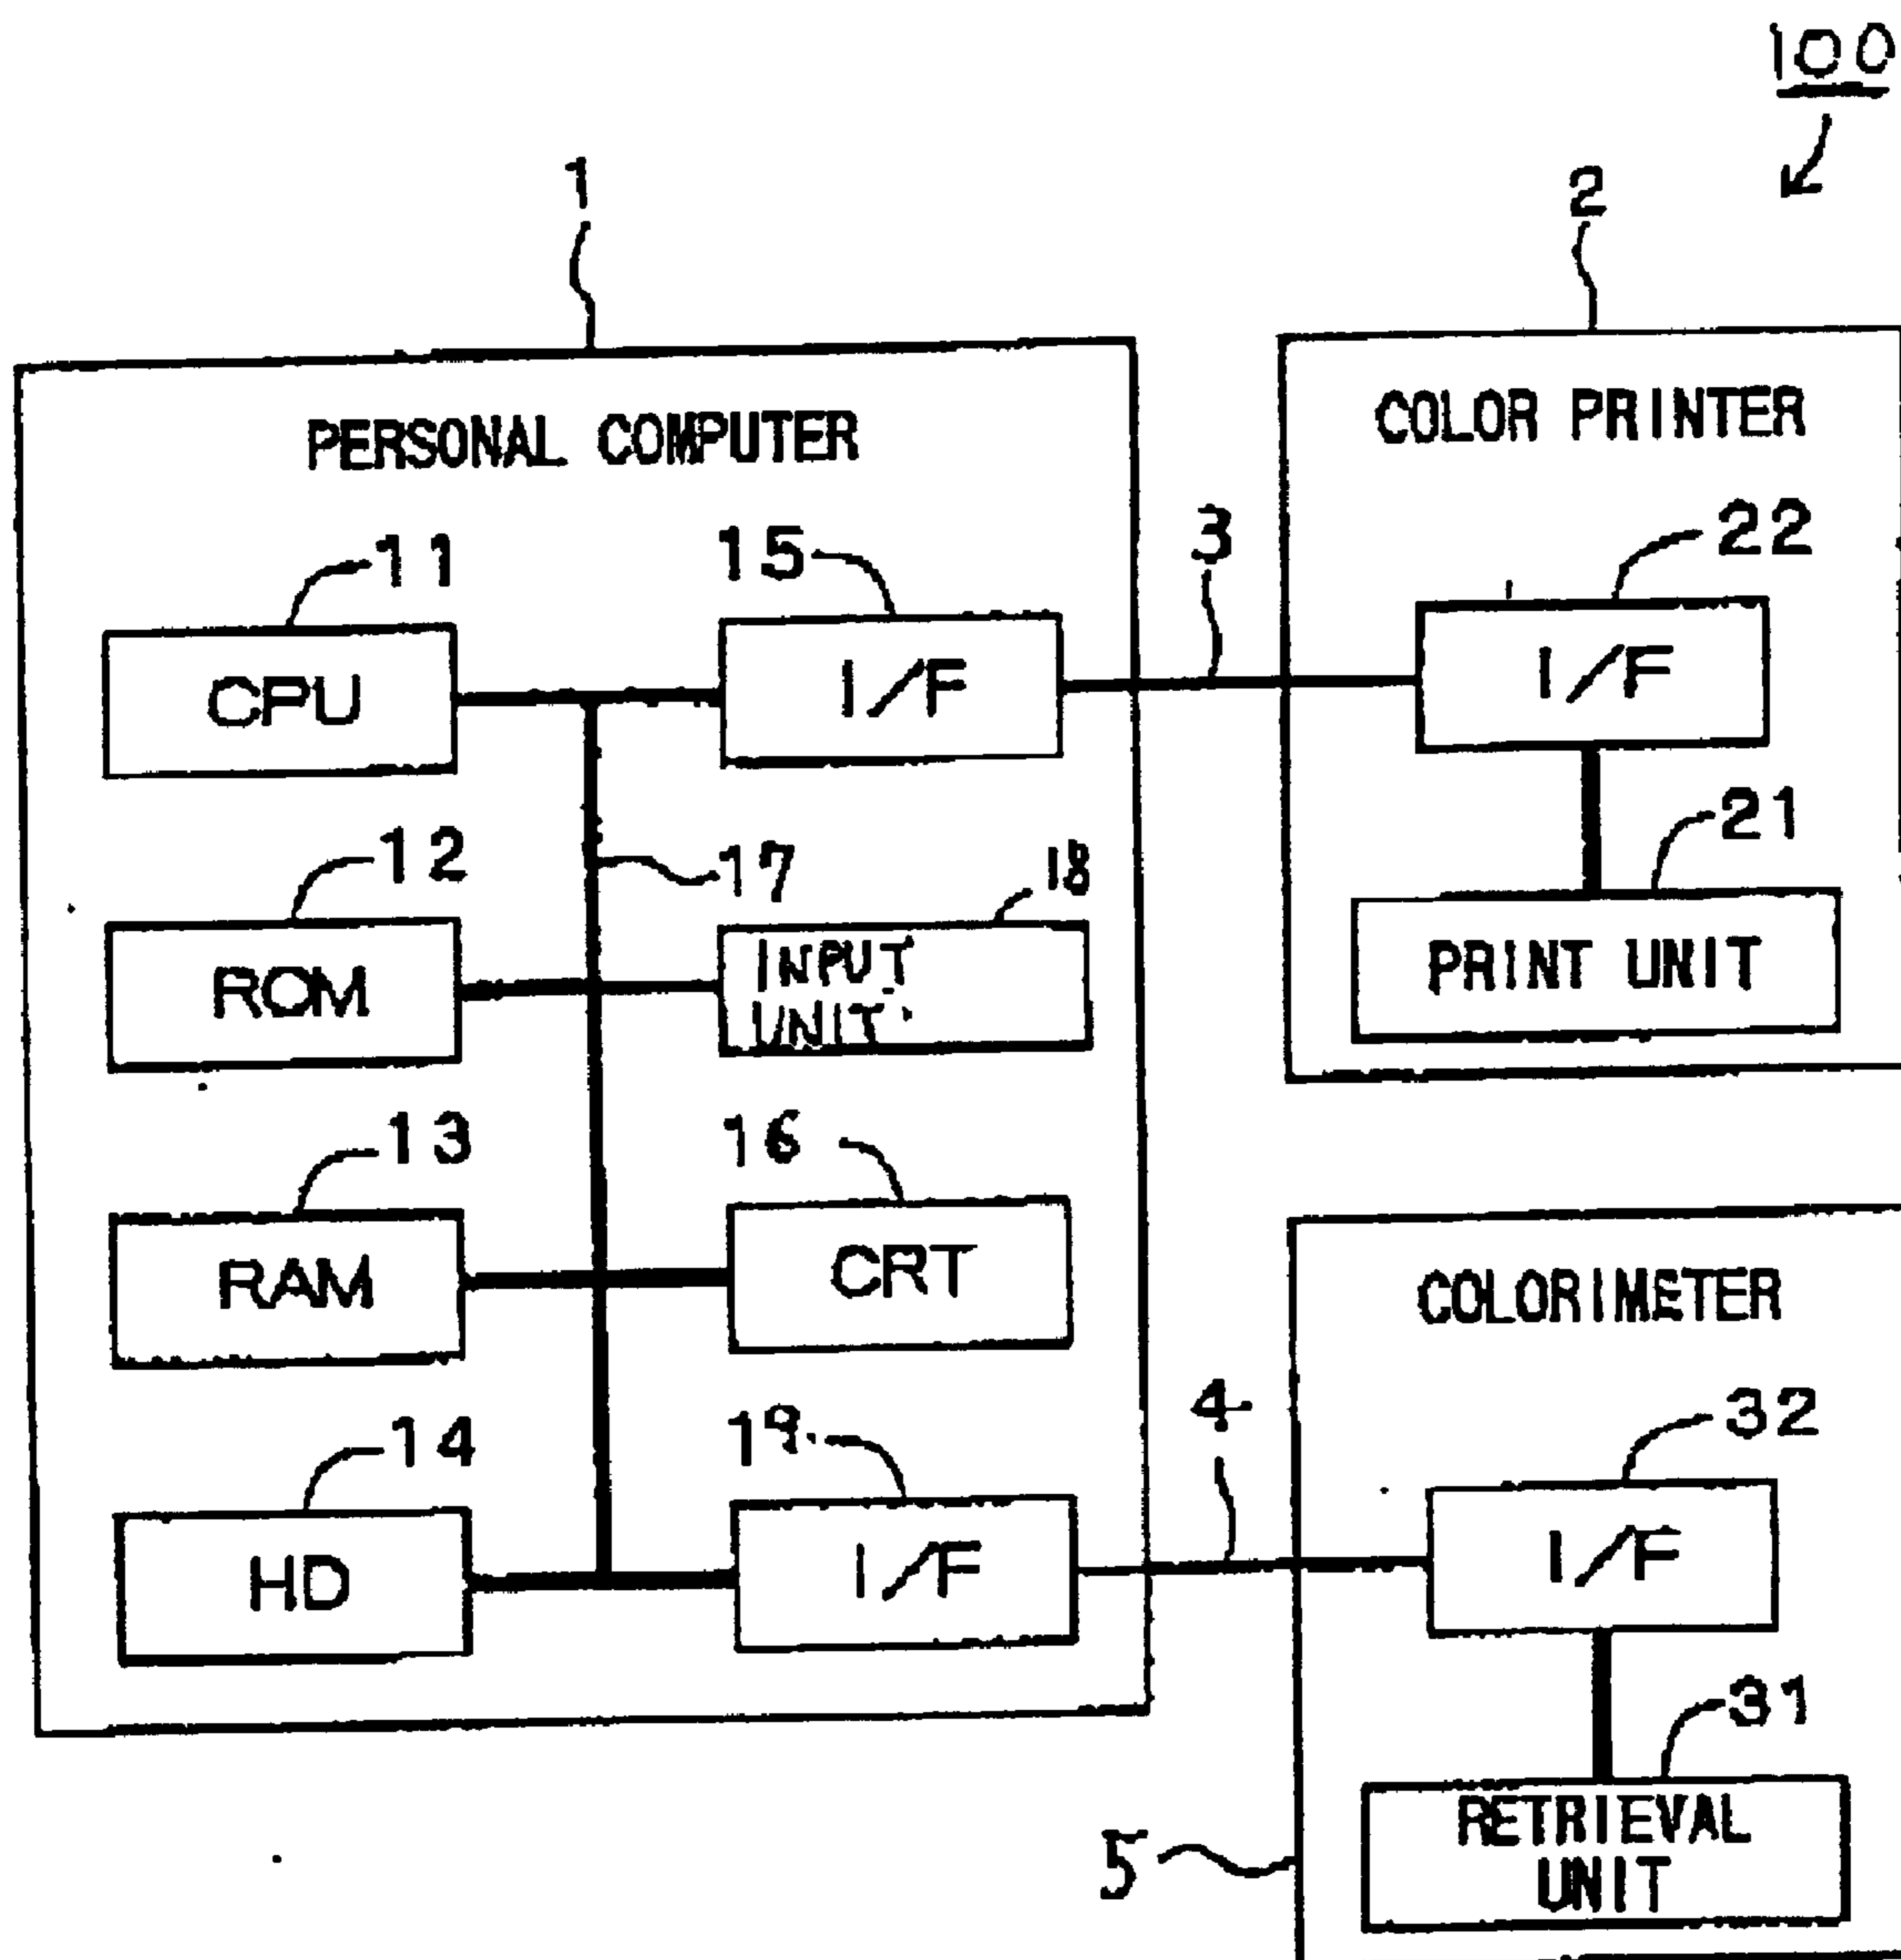 100
1
2
PERSONAL COMPUTER
COLOR PRINTER
11
15
3
22
CPU
I/F
I/F
12
17
18
21
ROM
INPUT
UNIT
PRINT UNIT
13
16
RAM
CRT
COLORIMETER
14
19
4
32
HD
I/F
I/F
31
5
RETRIEVAL
UNIT